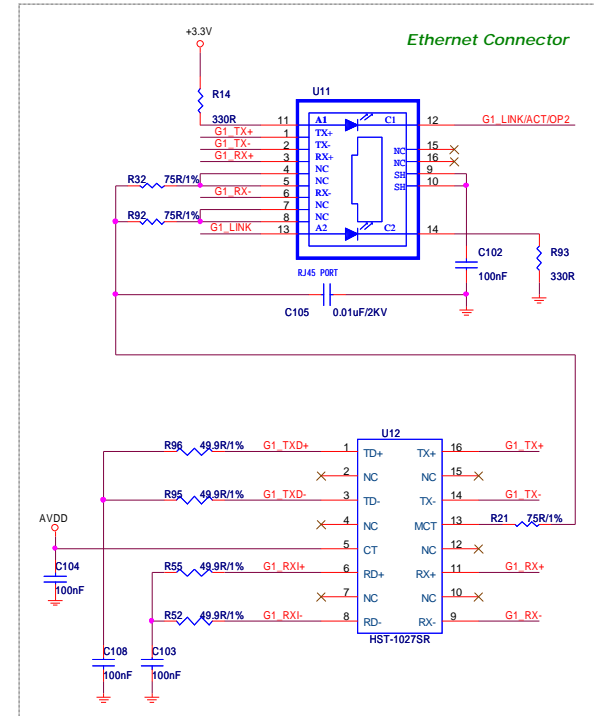 +3.3V
Ethernet Connector
R14
330R
U11
11 A1 C1 12 G1_LINK/ACT/OP2
G1_TX+ 1 TX+
G1_TX- 2 TX- NC 15
G1_RX+ 3 RX+ NC 16
4 NC SH 9
R32 75R/1% 5 NC SH 10
G1_RX- 6 RX-
7 NC
R92 75R/1% 8 NC
G1_LINK 13 A2 C2 14
RJ45 PORT
C102
100nF
R93
330R
C105 0.01uF/2KV
U12
R96 49.9R/1% G1_TXD+ 1 TD+ TX+ 16 G1_TX+
2 NC NC 15
R95 49.9R/1% G1_TXD- 3 TD- TX- 14 G1_TX-
4 NC MCT 13 R21 75R/1%
AVDD
5 CT NC 12
C104
100nF
R55 49.9R/1% G1_RXI+ 6 RD+ RX+ 11 G1_RX+
7 NC NC 10
R52 49.9R/1% G1_RXI- 8 RD- RX- 9 G1_RX-
HST-1027SR
C108
100nF
C103
100nF